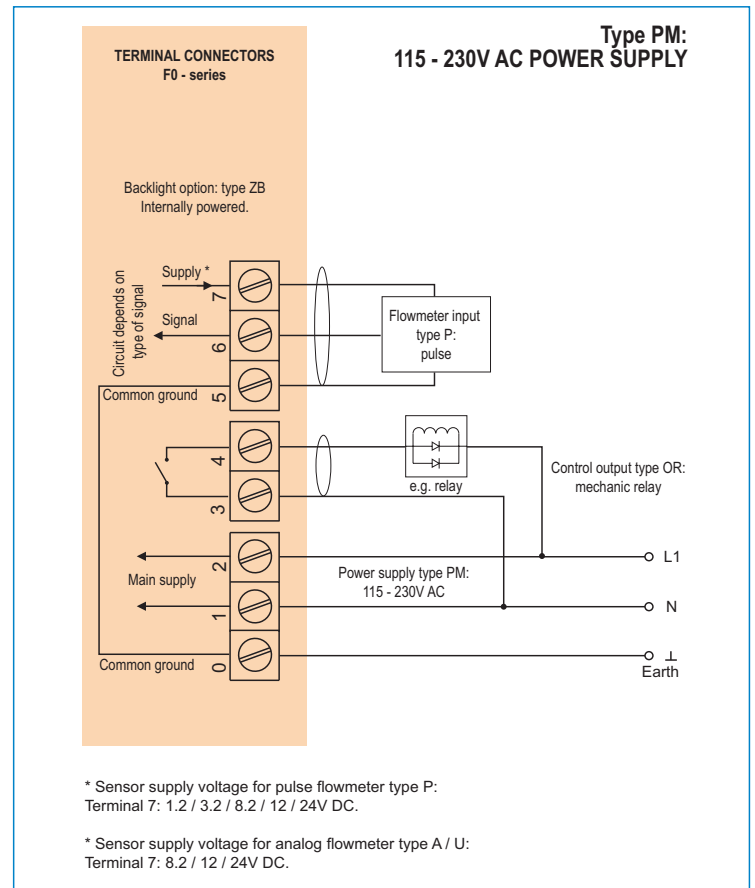 Type PM:
115 - 230V AC POWER SUPPLY
TERMINAL CONNECTORS
F0 - series
Backlight option: type ZB
Internally powered.
Circuit depends on
type of signal
Supply *
7
Signal
6
Common ground
5
Flowmeter input
type P:
pulse
4
3
e.g. relay
Control output type OR:
mechanic relay
2
Main supply
1
Power supply type PM:
115 - 230V AC
L1
N
Common ground
0
Earth
* Sensor supply voltage for pulse flowmeter type P:
Terminal 7: 1.2 / 3.2 / 8.2 / 12 / 24V DC.
* Sensor supply voltage for analog flowmeter type A / U:
Terminal 7: 8.2 / 12 / 24V DC.